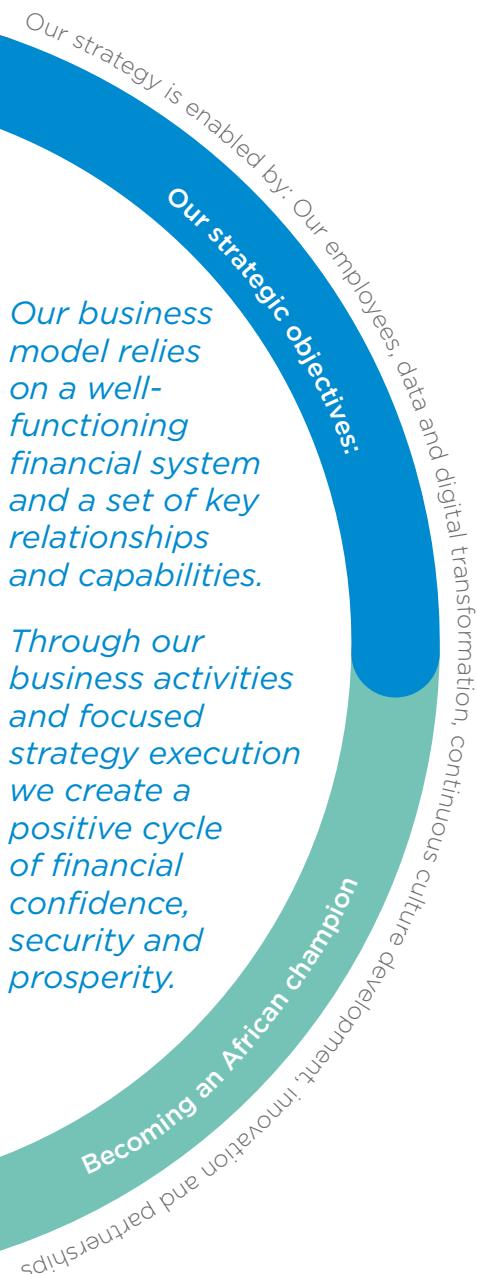 Our strategy is enabled by: Our employees, data and digital transformation, continuous culture development, innovation and partnerships
Our strategic objectives:
Our business
model relies
on a well-
functioning
financial system
and a set of key
relationships
and capabilities.
Through our
business activities
and focused
strategy execution
we create a
positive cycle
of financial
confidence,
security and
prosperity.
Becoming an African champion